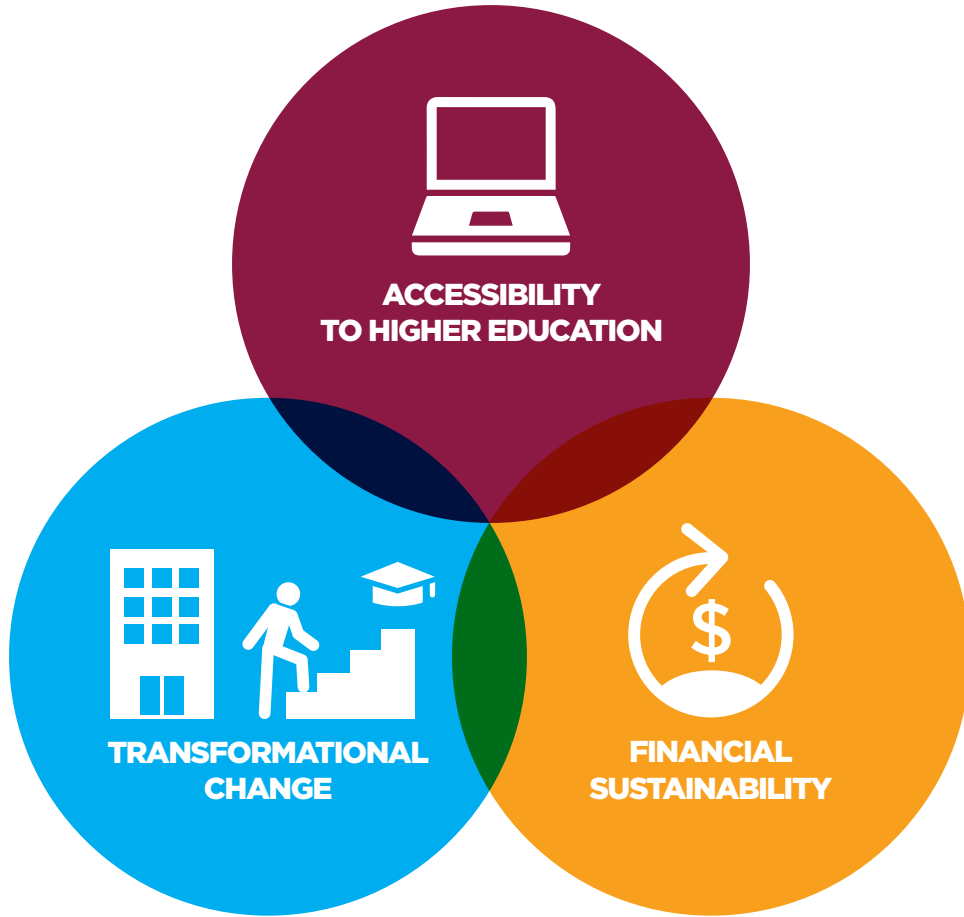 ACCESSIBILITY
TO HIGHER EDUCATION
TRANSFORMATIONAL
CHANGE
$
FINANCIAL
SUSTAINABILITY